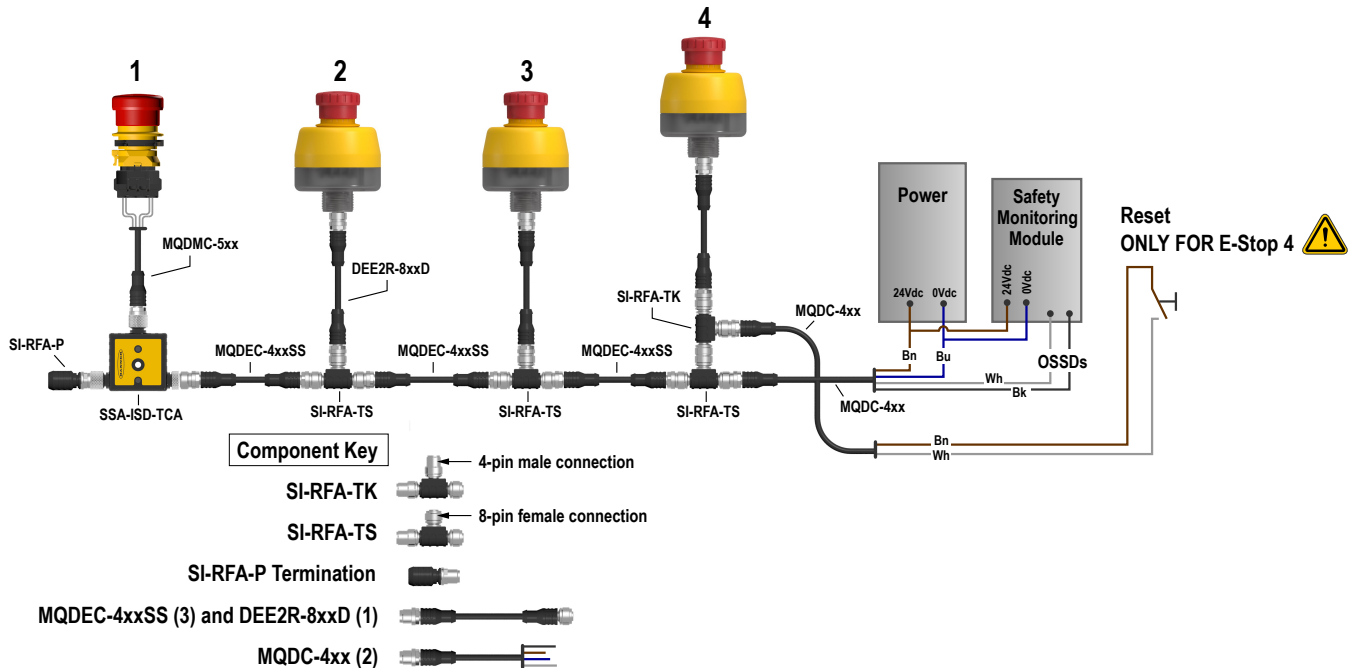 1
2
3
4
MQDMC-5xx
DEE2R-8xxD
SI-RFA-TK
SI-RFA-P
MQDEC-4xxSS
MQDEC-4xxSS
MQDEC-4xxSS
SSA-ISD-TCA
SI-RFA-TS
SI-RFA-TS
SI-RFA-TS
MQDC-4xx
MQDC-4xx
Power
24Vdc
0Vdc
Safety
Monitoring
Module
24Vdc
0Vdc
OSSDs
Bn
Bu
Wh
Bk
Bn
Wh
Reset
ONLY FOR E-Stop 4
Component Key
SI-RFA-TK
4-pin male connection
SI-RFA-TS
8-pin female connection
SI-RFA-P Termination
MQDEC-4xxSS (3) and DEE2R-8xxD (1)
MQDC-4xx (2)